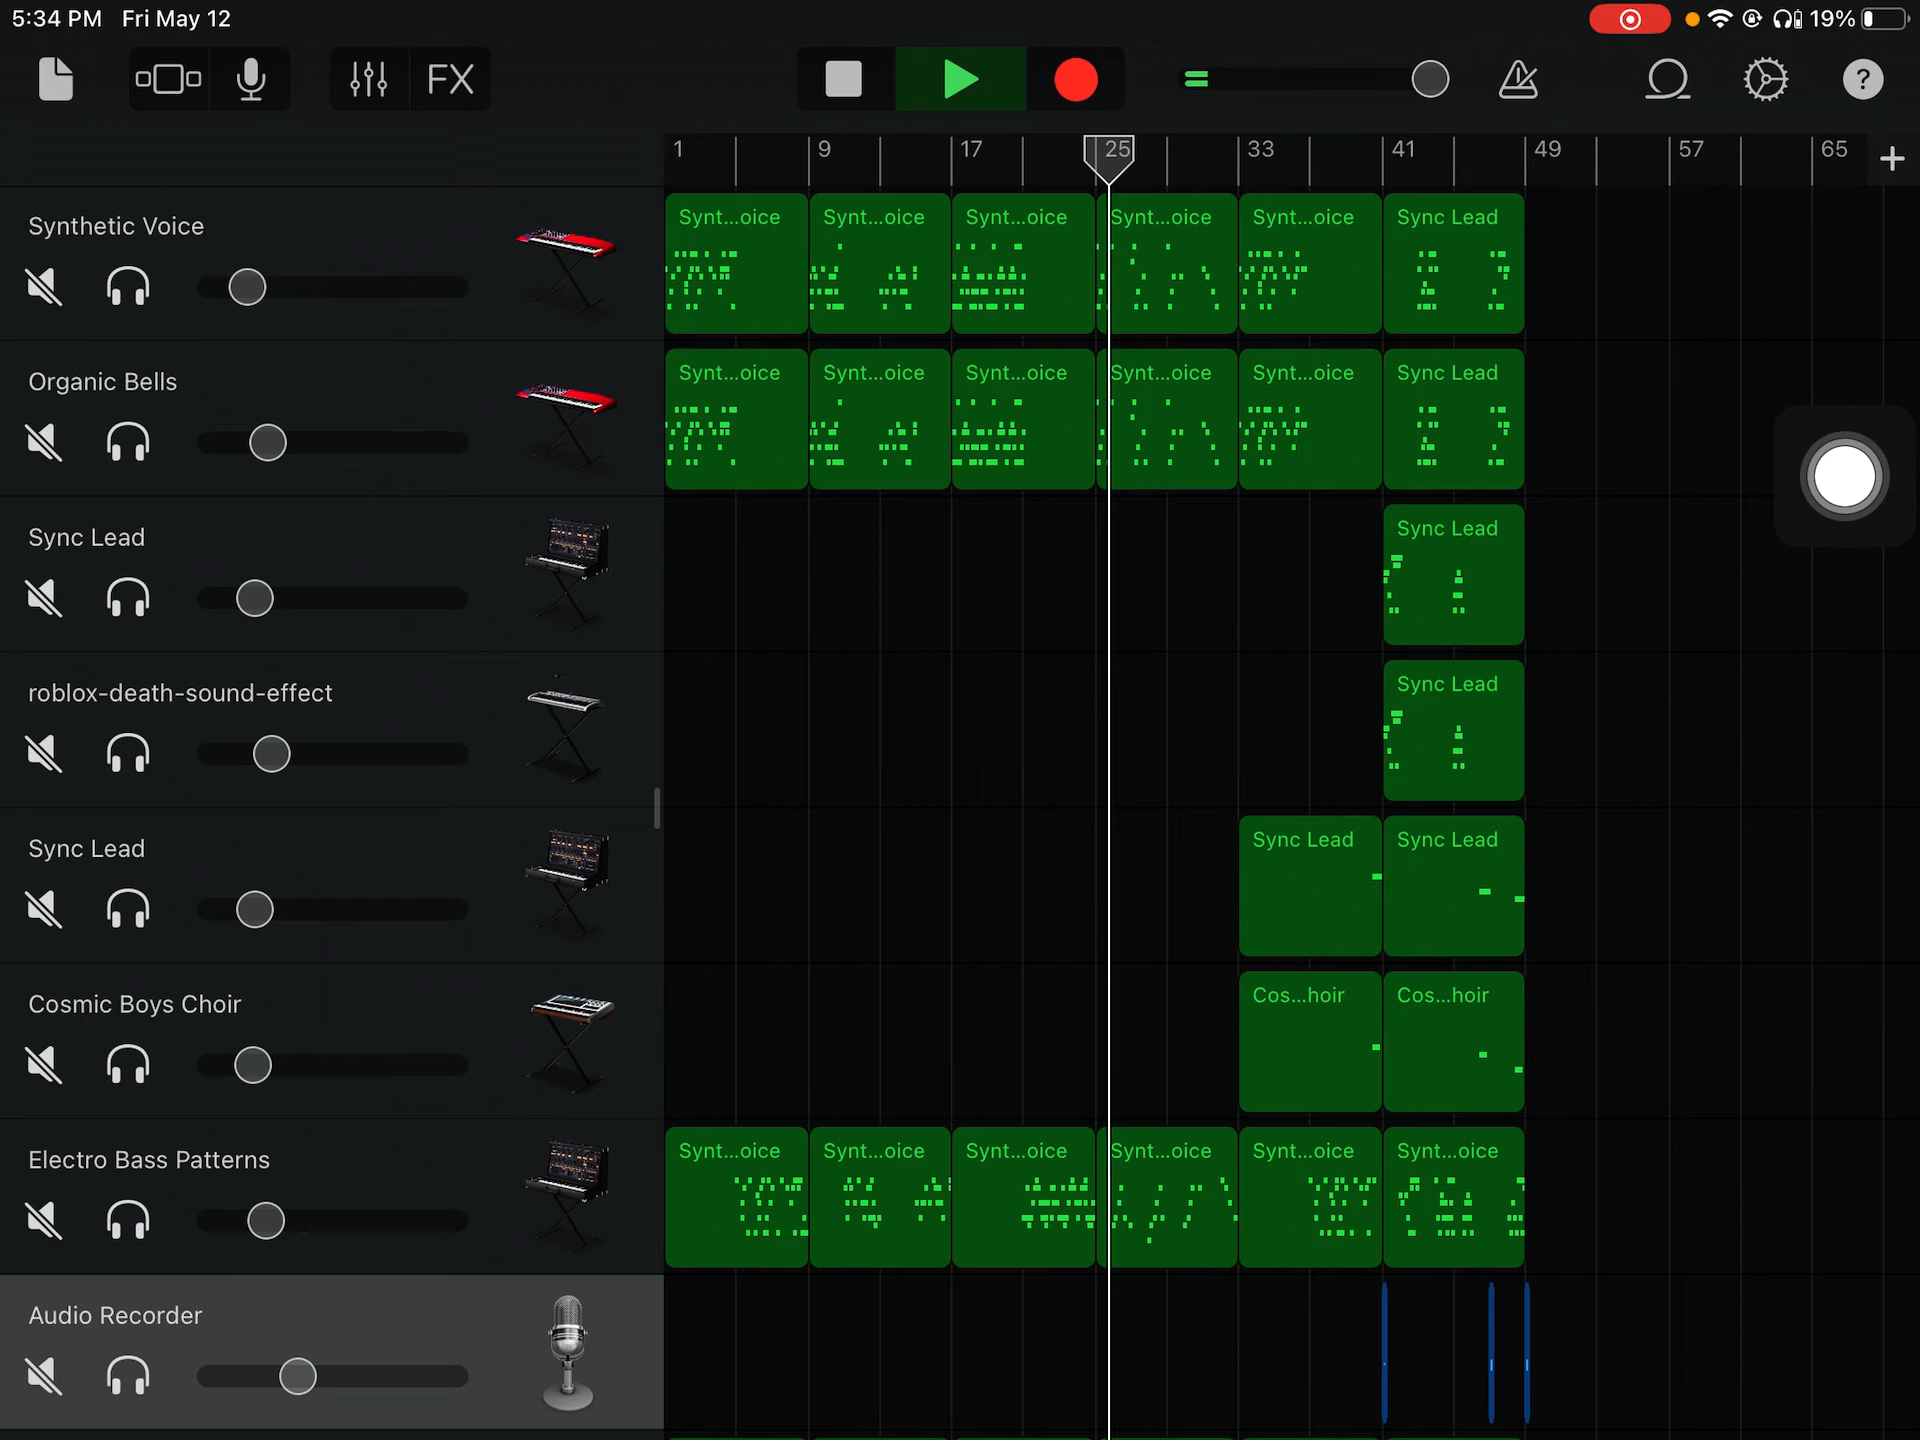 5:34 PM Fri May 12 19%
FX ?
1 9 17 25 33 41 49 57 65 +
Synthetic Voice
Synt...oice Synt...oice Synt...oice Synt...oice Synt...oice Sync Lead
Organic Bells
Synt...oice Synt...oice Synt...oice Synt...oice Synt...oice Sync Lead
Sync Lead
Sync Lead
roblox-death-sound-effect
Sync Lead
Sync Lead
Sync Lead Sync Lead
Cosmic Boys Choir
Cos...hoir Cos...hoir
Electro Bass Patterns
Synt...oice Synt...oice Synt...oice Synt...oice Synt...oice Synt...oice
Audio Recorder